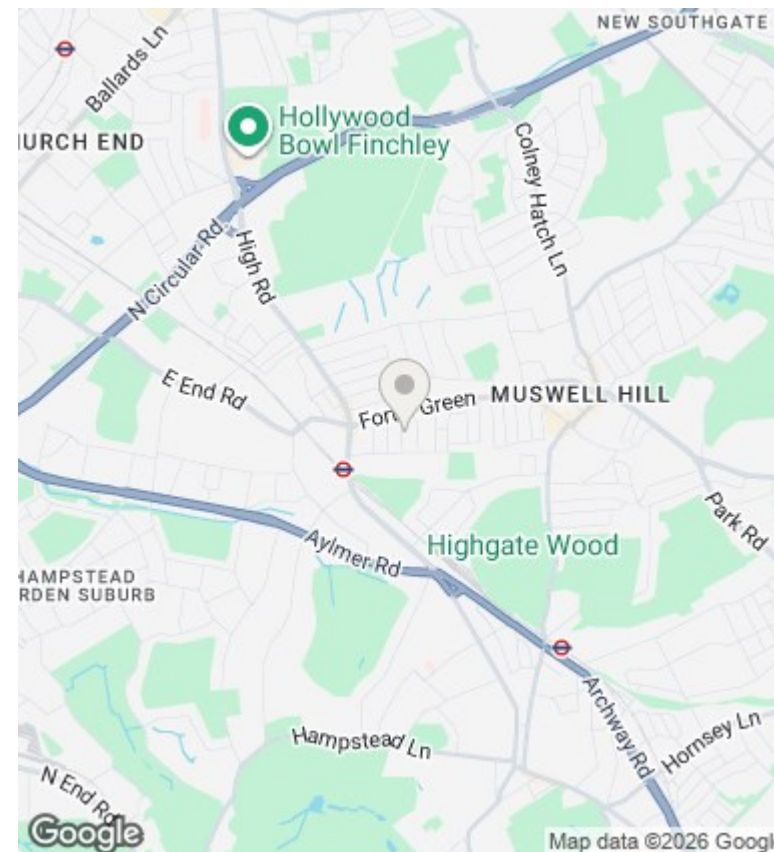 NEW SOUTHGATE
Ballards Ln
Hollywood
Bowl Finchley
HURCH END
Colney Hatch Ln
N Circular Rd
High Rd
E End Rd
Green
MUSWELL HILL
Park Rd
Aylmer Rd
Highgate Wood
HAMPSTEAD
RDEN SUBURB
Archway Rd
Hornsey Ln
Hampstead Ln
N End Rd
Google
Map data ©2026 Googl